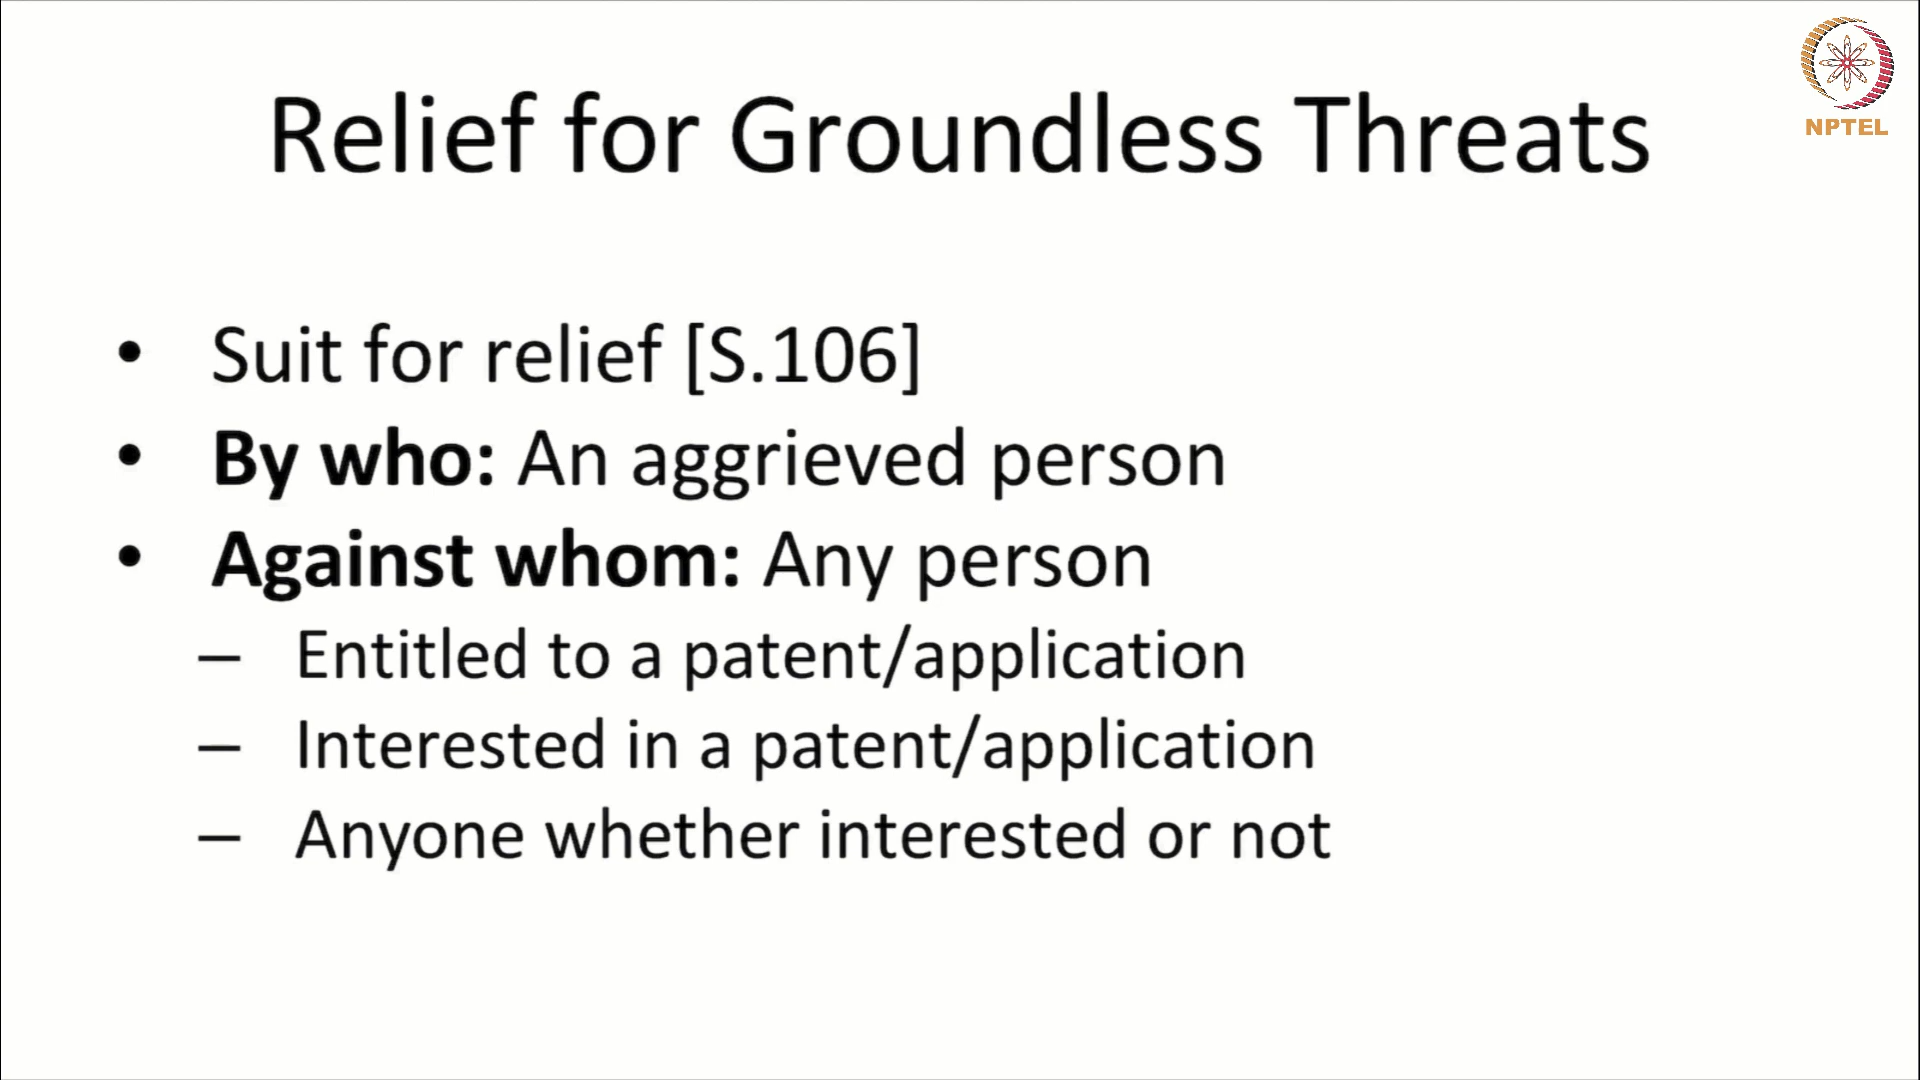 NPTEL
Relief for Groundless Threats
• Suit for relief [S.106]
• By who: An aggrieved person
• Against whom: Any person
– Entitled to a patent/application
– Interested in a patent/application
– Anyone whether interested or not